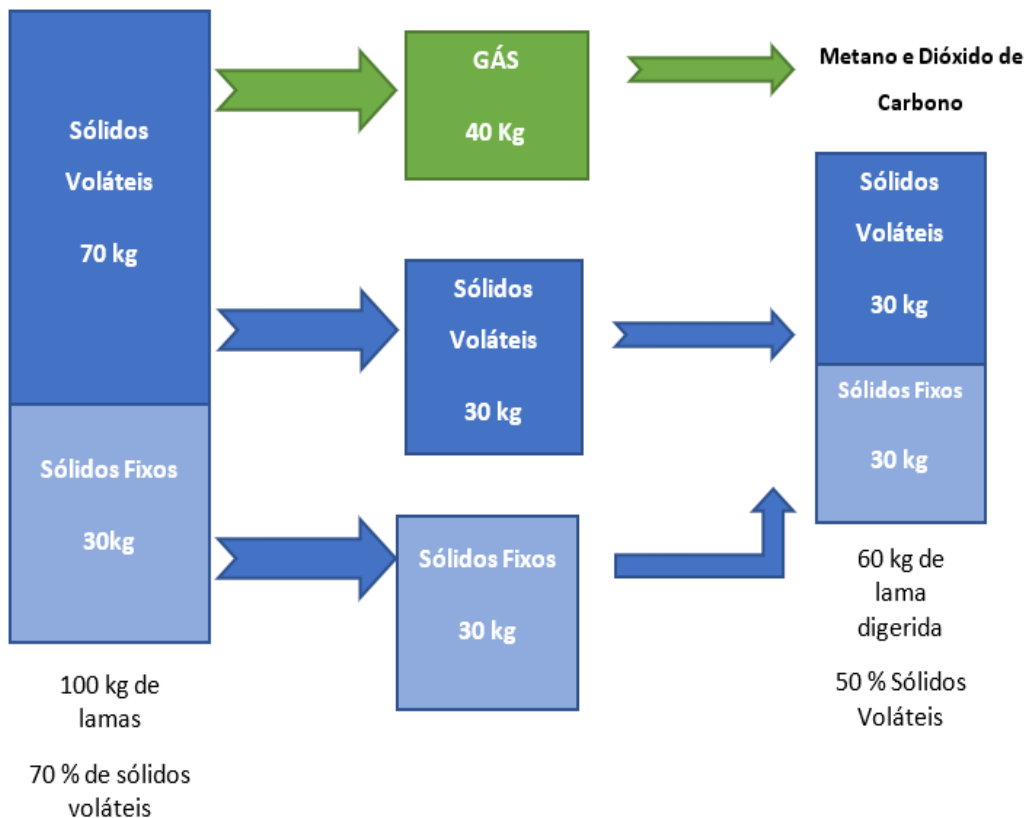 Sólidos
Voláteis
70 kg
Sólidos Fixos
30kg
100 kg de
lamas
70 % de sólidos
voláteis
GÁS
40 Kg
Sólidos
Voláteis
30 kg
Sólidos Fixos
30 kg
Metano e Dióxido de
Carbono
Sólidos
Voláteis
30 kg
Sólidos Fixos
30 kg
60 kg de
lama
digerida
50 % Sólidos
Voláteis